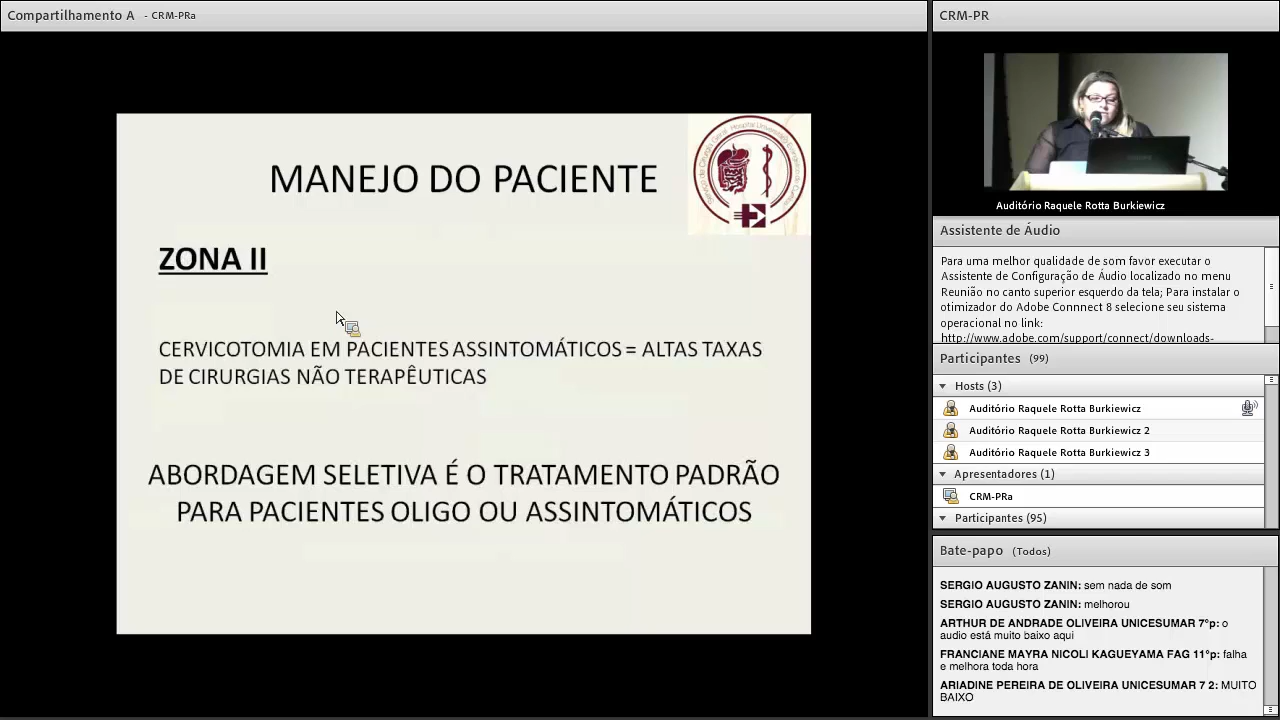 Compartilhamento A - CRM-PRa
MANEJO DO PACIENTE
ZONA II
CERVICOTOMIA EM PACIENTES ASSINTOMÁTICOS = ALTAS TAXAS
DE CIRURGIAS NÃO TERAPÊUTICAS
ABORDAGEM SELETIVA É O TRATAMENTO PADRÃO
PARA PACIENTES OLIGO OU ASSINTOMÁTICOS
CRM-PR
Auditório Raquele Rotta Burkiewicz
Assistente de Áudio
Para uma melhor qualidade de som favor executar o
Assistente de Configuração de Áudio localizado no menu
Reunião no canto superior esquerdo da tela; Para instalar o
otimizador do Adobe Connnect 8 selecione seu sistema
operacional no link:
http://www.adobe.com/support/connect/downloads-
Participantes (99)
Hosts (3)
Auditório Raquele Rotta Burkiewicz
Auditório Raquele Rotta Burkiewicz 2
Auditório Raquele Rotta Burkiewicz 3
Apresentadores (1)
CRM-PRa
Participantes (95)
Bate-papo (Todos)
SERGIO AUGUSTO ZANIN: sem nada de som
SERGIO AUGUSTO ZANIN: melhorou
ARTHUR DE ANDRADE OLIVEIRA UNICESUMAR 7°p: o
audio está muito baixo aqui
FRANCIANE MAYRA NICOLI KAGUEYAMA FAG 11°p: falha
e melhora toda hora
ARIADINE PEREIRA DE OLIVEIRA UNICESUMAR 7 2: MUITO
BAIXO